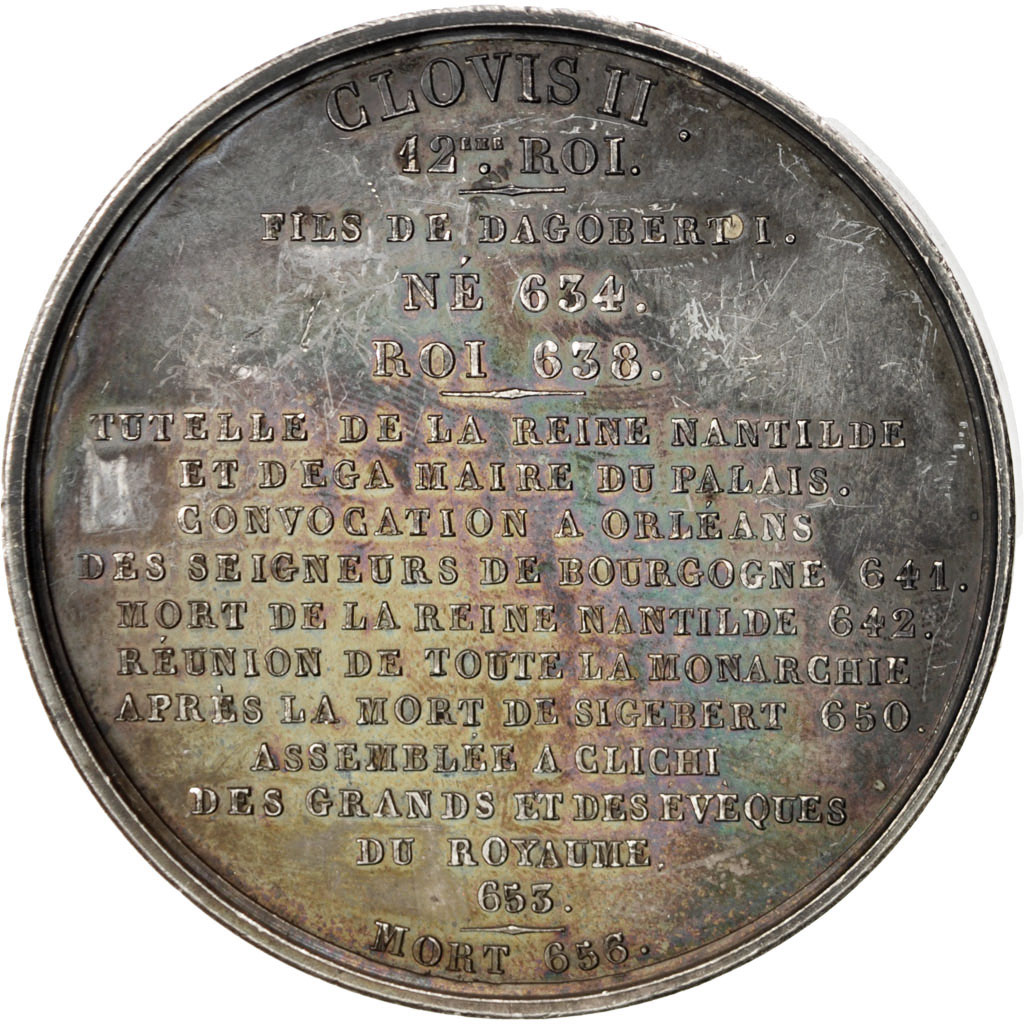 CLOVIS II.
12EME. ROI.
FILS DE DAGOBERT I.
NÉ 634.
ROI 638.
TUTELLE DE LA REINE NANTILDE
ET DEGA MAIRE DU PALAIS.
CONVOCATION A ORLÉANS
DES SEIGNEURS DE BOURGOGNE 641.
MORT DE LA REINE NANTILDE 642.
RÉUNION DE TOUTE LA MONARCHIE
APRÈS LA MORT DE SIGEBERT 650.
ASSEMBLÉE A CLICHI
DES GRANDS ET DES EVÊQUES
DU ROYAUME.
653.
MORT 656.